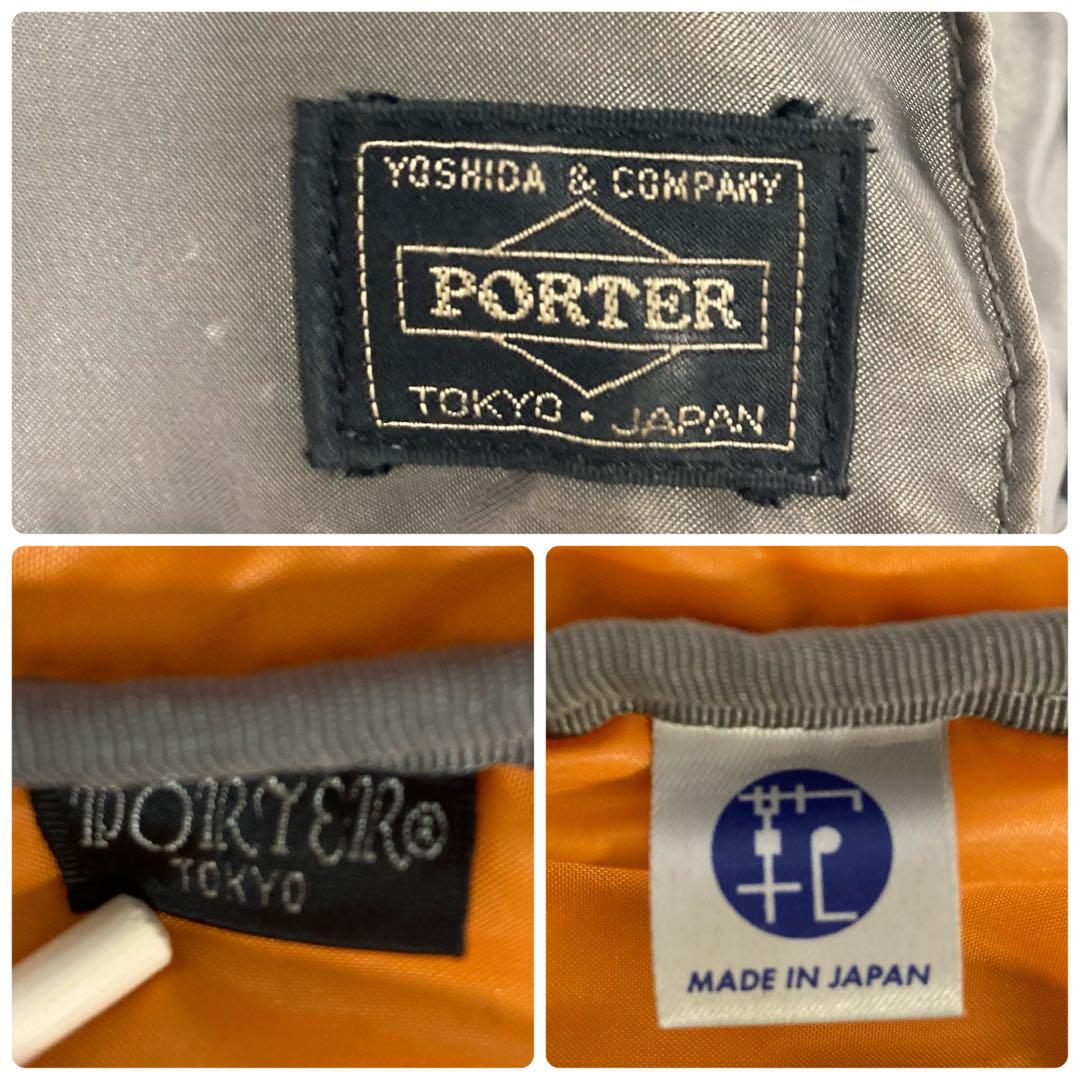 YOSHIDA & COMPANY
PORTER
TOKYO・JAPAN
PORTER®
TOKYO
MADE IN JAPAN